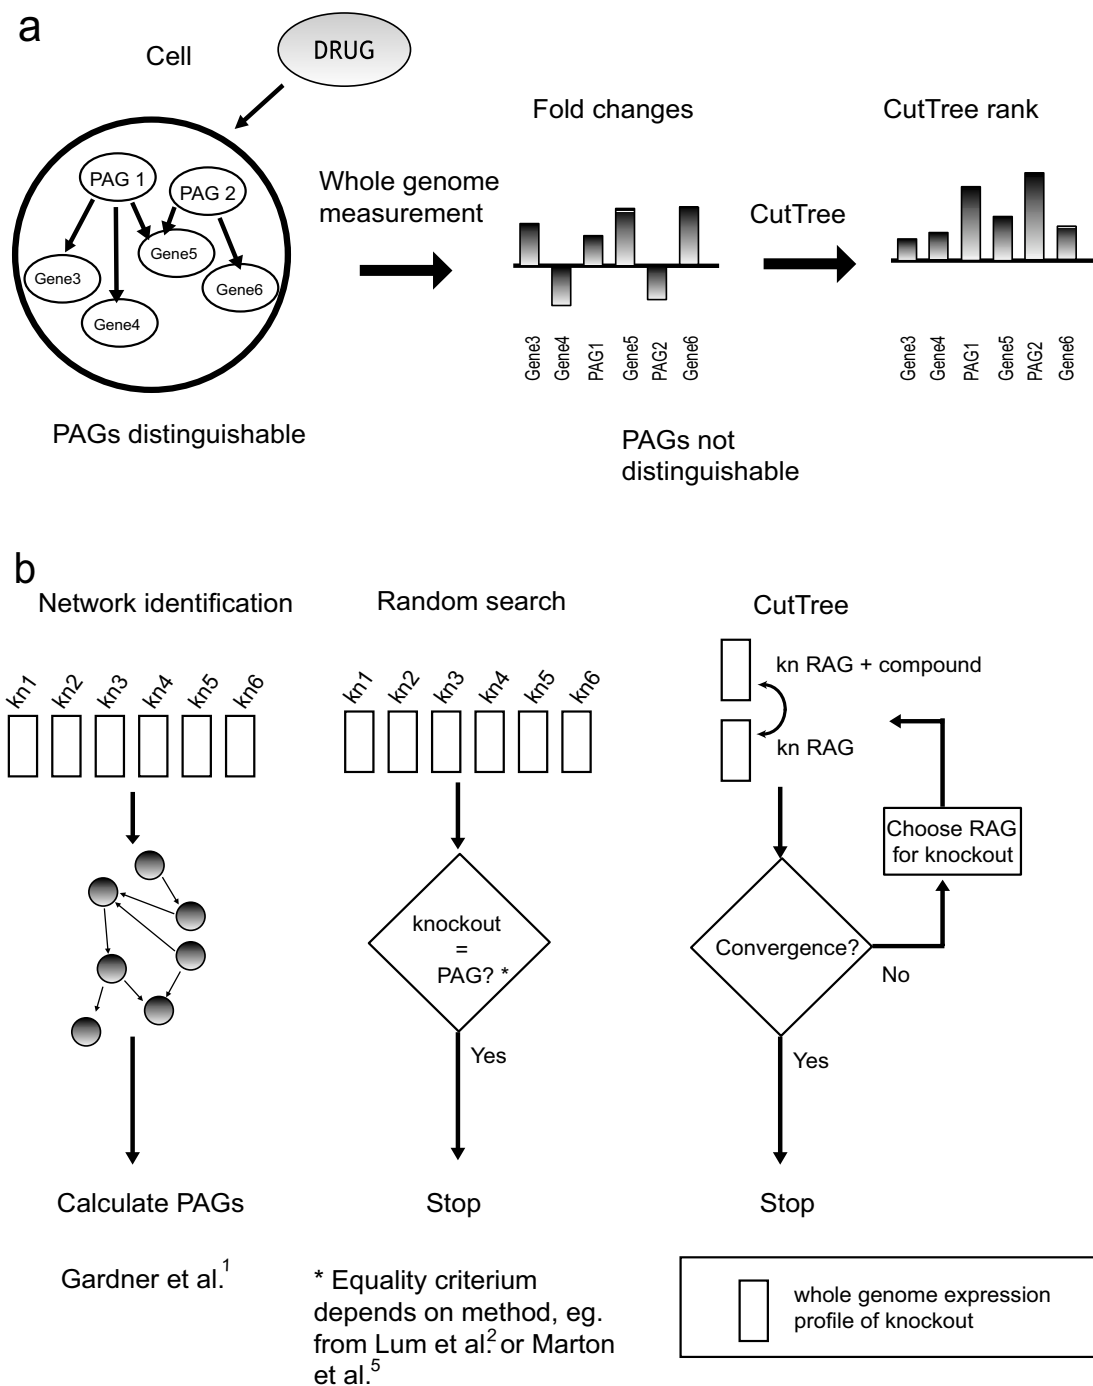 a
Cell
DRUG
PAG 1
PAG 2
Gene5
Gene3
Gene6
Gene4
PAGs distinguishable
Whole genome
measurement
Fold changes
Gene3
Gene4
PAG1
Gene5
PAG2
Gene6
PAGs not
distinguishable
CutTree
CutTree rank
Gene3
Gene4
PAG1
Gene5
PAG2
Gene6
b
Network identification
kn1
kn2
kn3
kn4
kn5
kn6
Calculate PAGs
Gardner et al.1
Random search
kn1
kn2
kn3
kn4
kn5
kn6
knockout
=
PAG? *
Yes
Stop
* Equality criterium
depends on method, eg.
from Lum et al.2 or Marton
et al.5
CutTree
kn RAG + compound
kn RAG
Choose RAG
for knockout
Convergence?
No
Yes
Stop
whole genome expression
profile of knockout